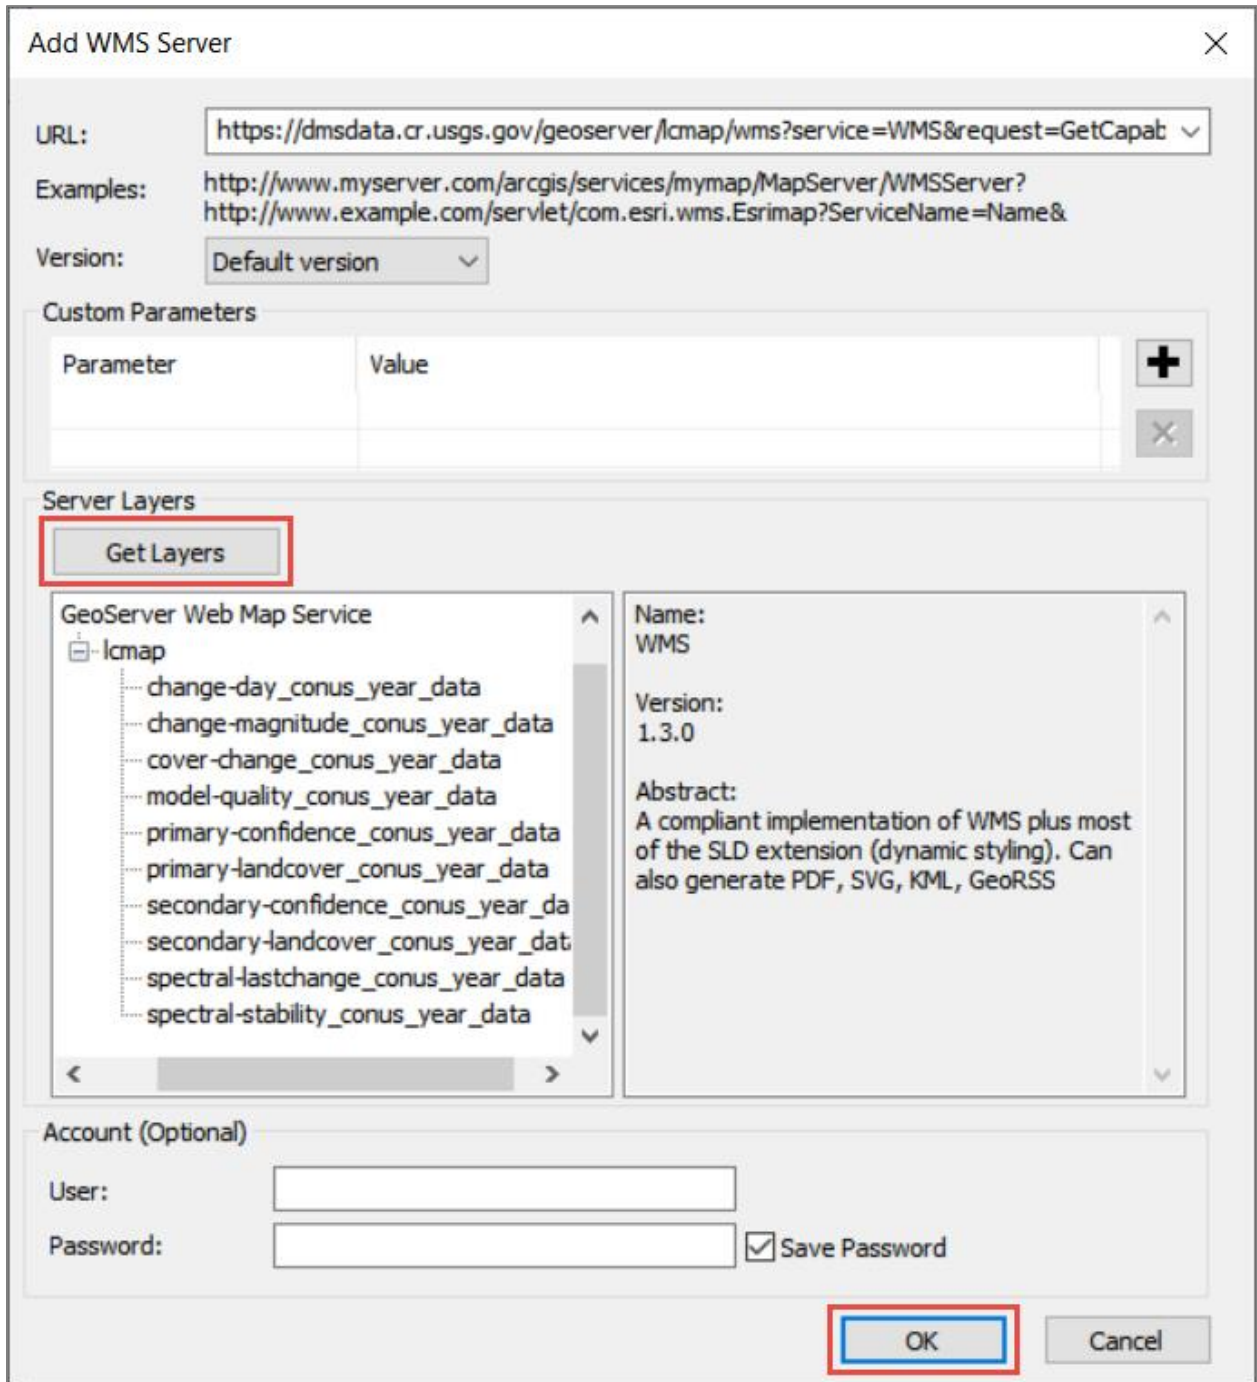 Add WMS Server
URL:
https://dmsdata.cr.usgs.gov/geoserver/lcmap/wms?service=WMS&request=GetCapab
Examples:
http://www.myserver.com/arcgis/services/mymap/MapServer/WMSServer?
http://www.example.com/servlet/com.esri.wms.Esrimap?ServiceName=Name&
Version:
Default version
Custom Parameters
Parameter Value
Server Layers
Get Layers
GeoServer Web Map Service
lcmap
change-day_conus_year_data
change-magnitude_conus_year_data
cover-change_conus_year_data
model-quality_conus_year_data
primary-confidence_conus_year_data
primary-landcover_conus_year_data
secondary-confidence_conus_year_da
secondary-landcover_conus_year_dat
spectral-lastchange_conus_year_data
spectral-stability_conus_year_data
Name:
WMS
Version:
1.3.0
Abstract:
A compliant implementation of WMS plus most
of the SLD extension (dynamic styling). Can
also generate PDF, SVG, KML, GeoRSS
Account (Optional)
User:
Password:
Save Password
OK
Cancel